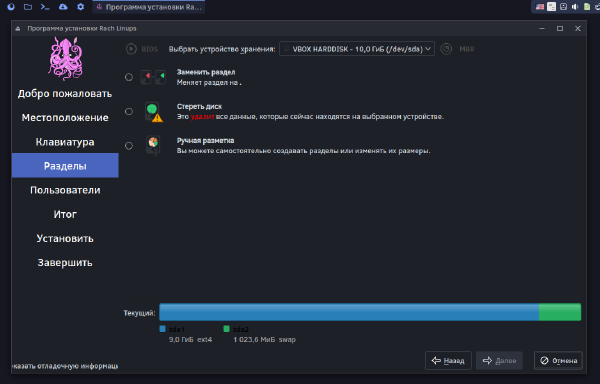 Программа установки Ra...
Программа установки Rach Linups
BIOS Выбрать устройство хранения: VBOX HARDDISK - 10,0 ГиБ (/dev/sda) MBR
Заменить раздел
Меняет раздел на .
Добро пожаловать
Стереть диск
Местоположение
Это удалит все данные, которые сейчас находятся на выбранном устройстве.
Клавиатура
Ручная разметка
Вы можете самостоятельно создавать разделы или изменять их размеры.
Разделы
Пользователи
Итог
Установить
Завершить
Текущий:
sda1 sda2
9,0 ГиБ ext4 1 023,6 МиБ swap
Назад Далее Отмена
казать отладочную информаци